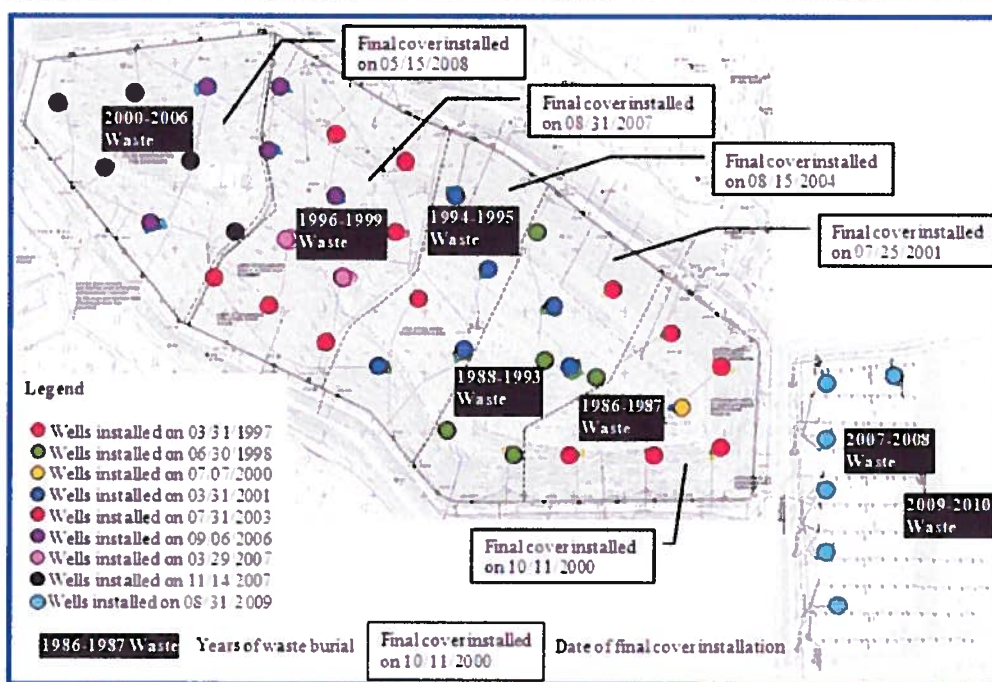 Final cover installed
on 05/15/2008
Final cover installed
on 08/31/2007
Final cover installed
on 08/15/2004
Final cover installed
on 07/25/2001
2000-2006
Waste
1996-1999
Waste
1994-1995
Waste
1988-1993
Waste
1986-1987
Waste
2007-2008
Waste
2009-2010
Waste
Final cover installed
on 10/11/2000
Legend
Wells installed on 03/31/1997
Wells installed on 06/30/1998
Wells installed on 07/07/2000
Wells installed on 03/31/2001
Wells installed on 07/31/2003
Wells installed on 09/06/2006
Wells installed on 03/29/2007
Wells installed on 11/14/2007
Wells installed on 08/31/2009
1986-1987 Waste Years of waste burial
Final cover installed
on 10/11/2000
Date of final cover installation